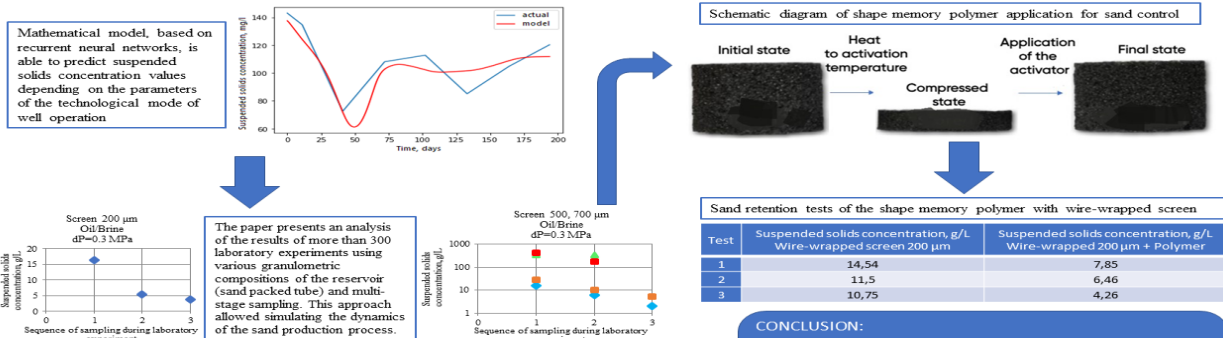 Mathematical model, based on
recurrent neural networks, is
able to predict suspended
solids concentration values
depending on the parameters
of the technological mode of
well operation
Suspended solids concentration, mg/l
140
120
100
80
60
0 25 50 75 100 125 150 175 200
Time, days
actual
model
Screen 200 μm
Oil/Brine
dP=0.3 MPa
Suspended solids
concentration, g/L
20
15
10
5
0
0 1 2 3
Sequence of sampling during laboratory
The paper presents an analysis
of the results of more than 300
laboratory experiments using
various granulometric
compositions of the reservoir
(sand packed tube) and multi-
stage sampling. This approach
allowed simulating the dynamics
of the sand production process.
Screen 500, 700 μm
Oil/Brine
dP=0.3 MPa
Suspended solids
concentration, g/L
1000
100
10
1
0 1 2 3
Sequence of sampling during laboratory
Schematic diagram of shape memory polymer application for sand control
Initial state
Heat
to activation
temperature
Compressed
state
Application
of the
activator
Final state
Sand retention tests of the shape memory polymer with wire-wrapped screen
Test
Suspended solids concentration, g/L
Wire-wrapped screen 200 μm
Suspended solids concentration, g/L
Wire-wrapped 200 μm + Polymer
1 14,54 7,85
2 11,5 6,46
3 10,75 4,26
CONCLUSION: